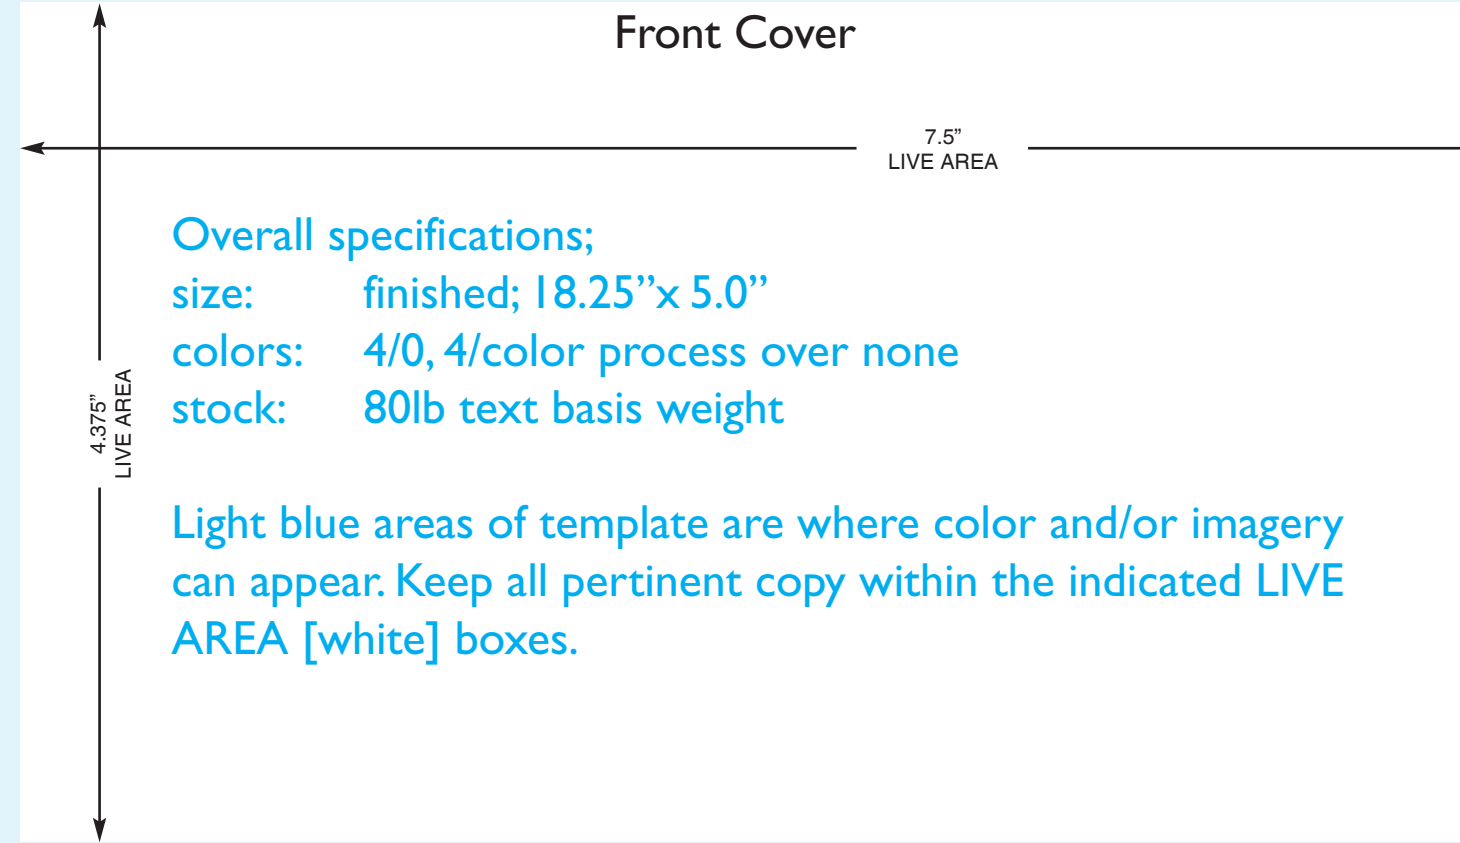 Front Cover
7.5”
LIVE AREA
Overall specifications;
size: finished; 18.25”x 5.0”
colors: 4/0, 4/color process over none
stock: 80lb text basis weight
4.375”
LIVE AREA
Light blue areas of template are where color and/or imagery
can appear. Keep all pertinent copy within the indicated LIVE
AREA [white] boxes.